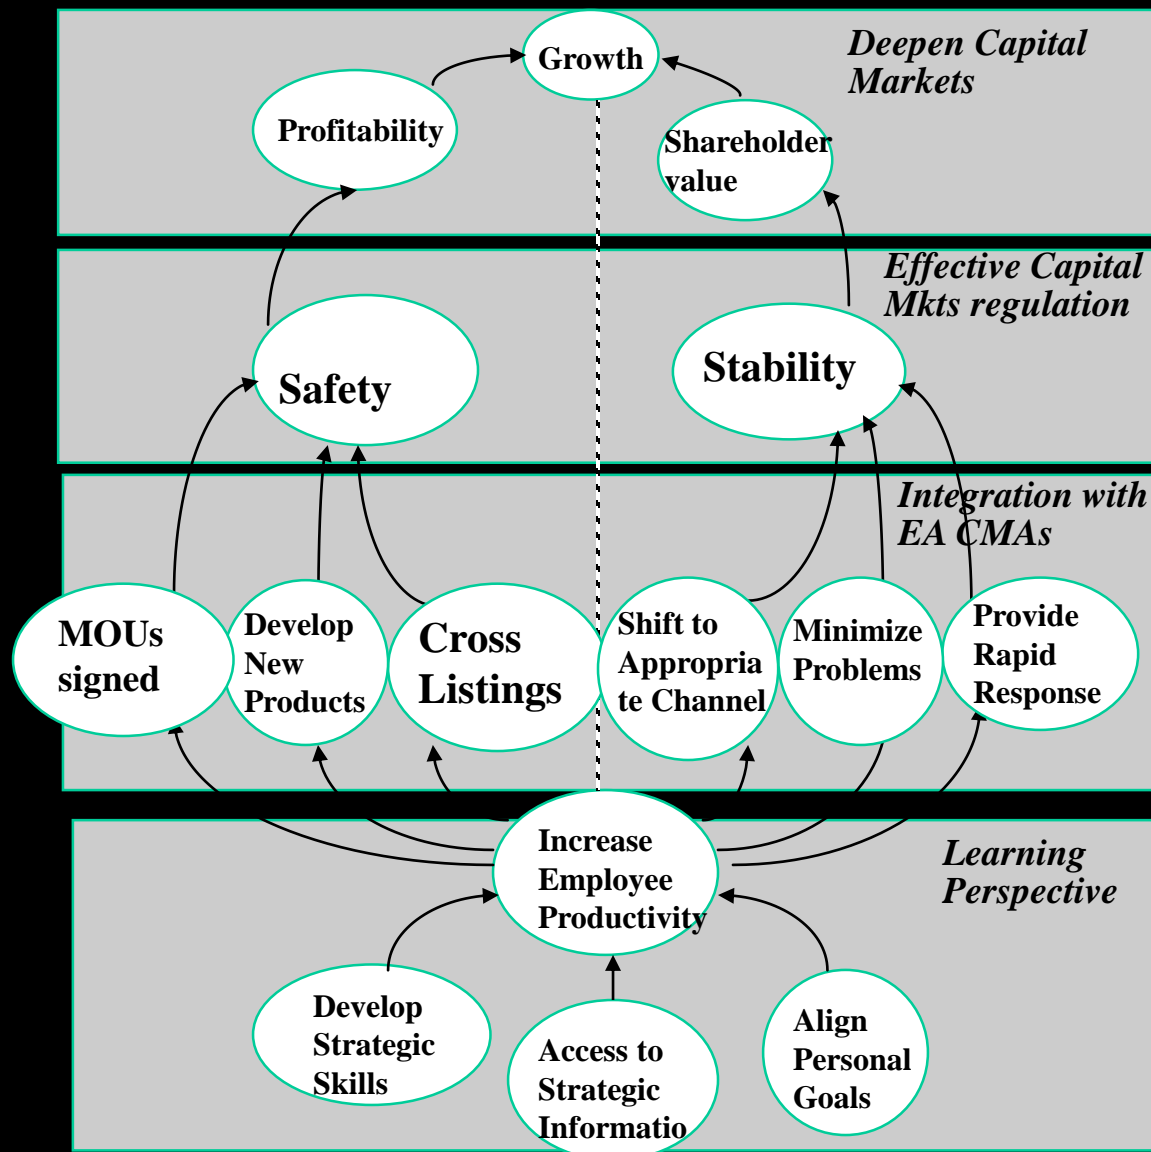 Growth
Deepen Capital
Markets
Profitability
Shareholder
value
Effective Capital
Mkts regulation
Safety
Stability
Integration with
EA CMAs
MOUs
signed
Develop
New
Products
Cross
Listings
Shift to
Appropria
te Channel
Minimize
Problems
Provide
Rapid
Response
Increase
Employee
Productivity
Learning
Perspective
Develop
Strategic
Skills
Access to
Strategic
Informatio
Align
Personal
Goals